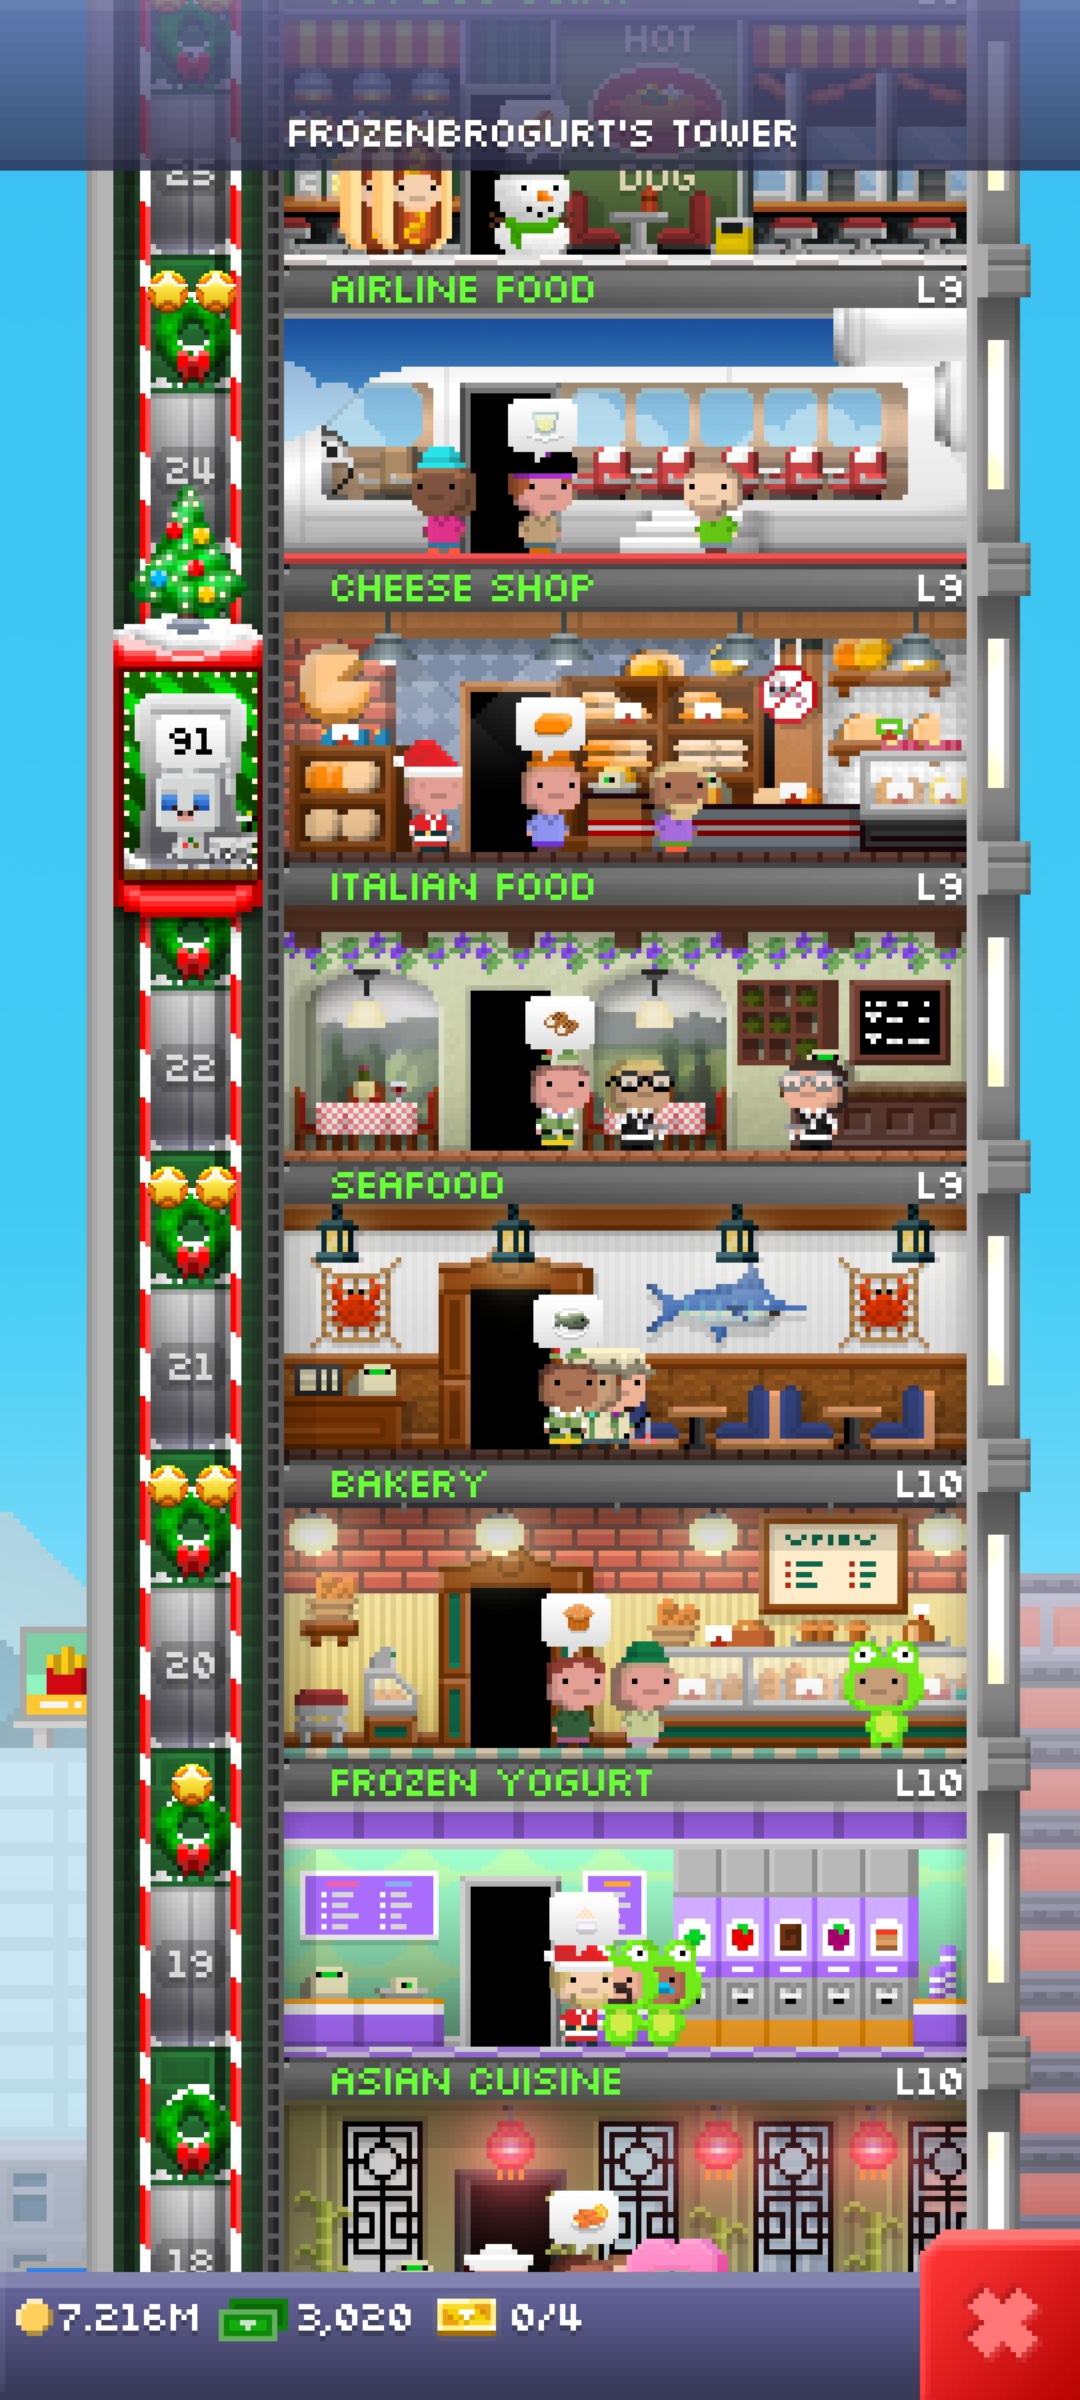 HOT
FROZENBROGURT'S TOWER
25
DOG
AIRLINE FOOD L9
24
CHEESE SHOP L9
91
ITALIAN FOOD L9
22
SEAFOOD L9
21
BAKERY L10
20
FROZEN YOGURT L10
19
ASIAN CUISINE L10
18
7.216M 3,020 0/4